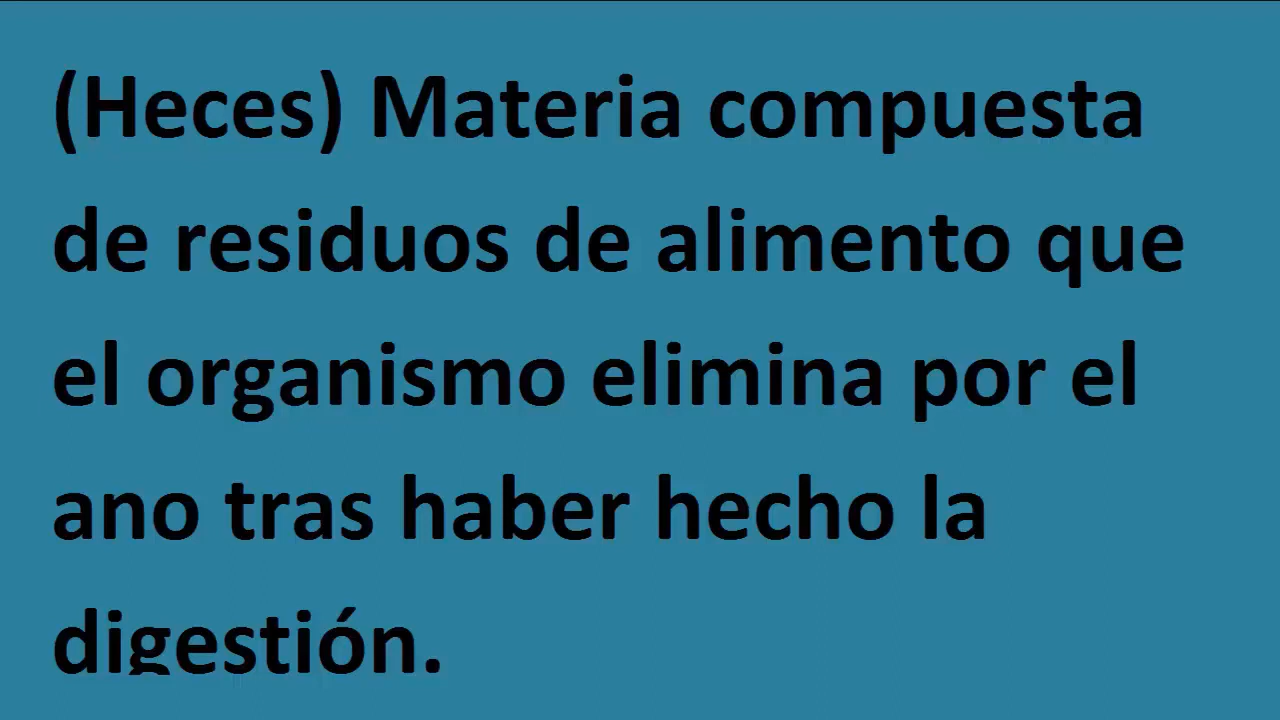 (Heces) Materia compuesta
de residuos de alimento que
el organismo elimina por el
ano tras haber hecho la
digestión.